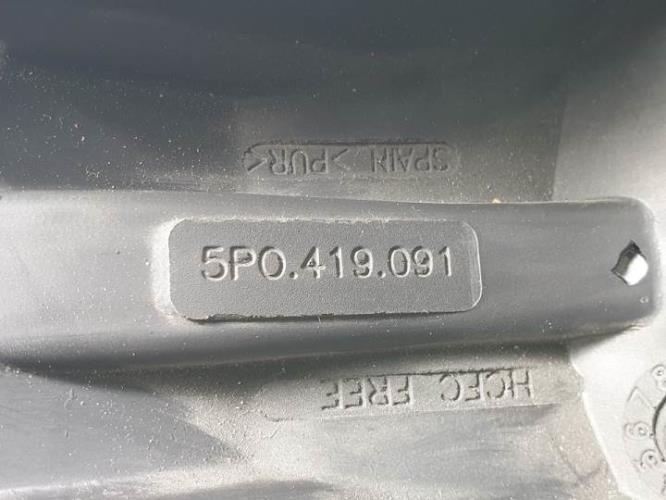 SPAIN >PUR<
5P0.419.091
HCFC FREE